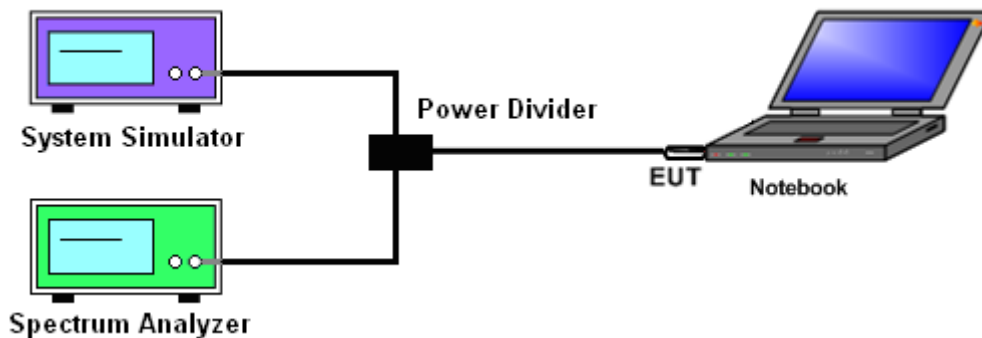 System Simulator
Power Divider
EUT
Notebook
Spectrum Analyzer